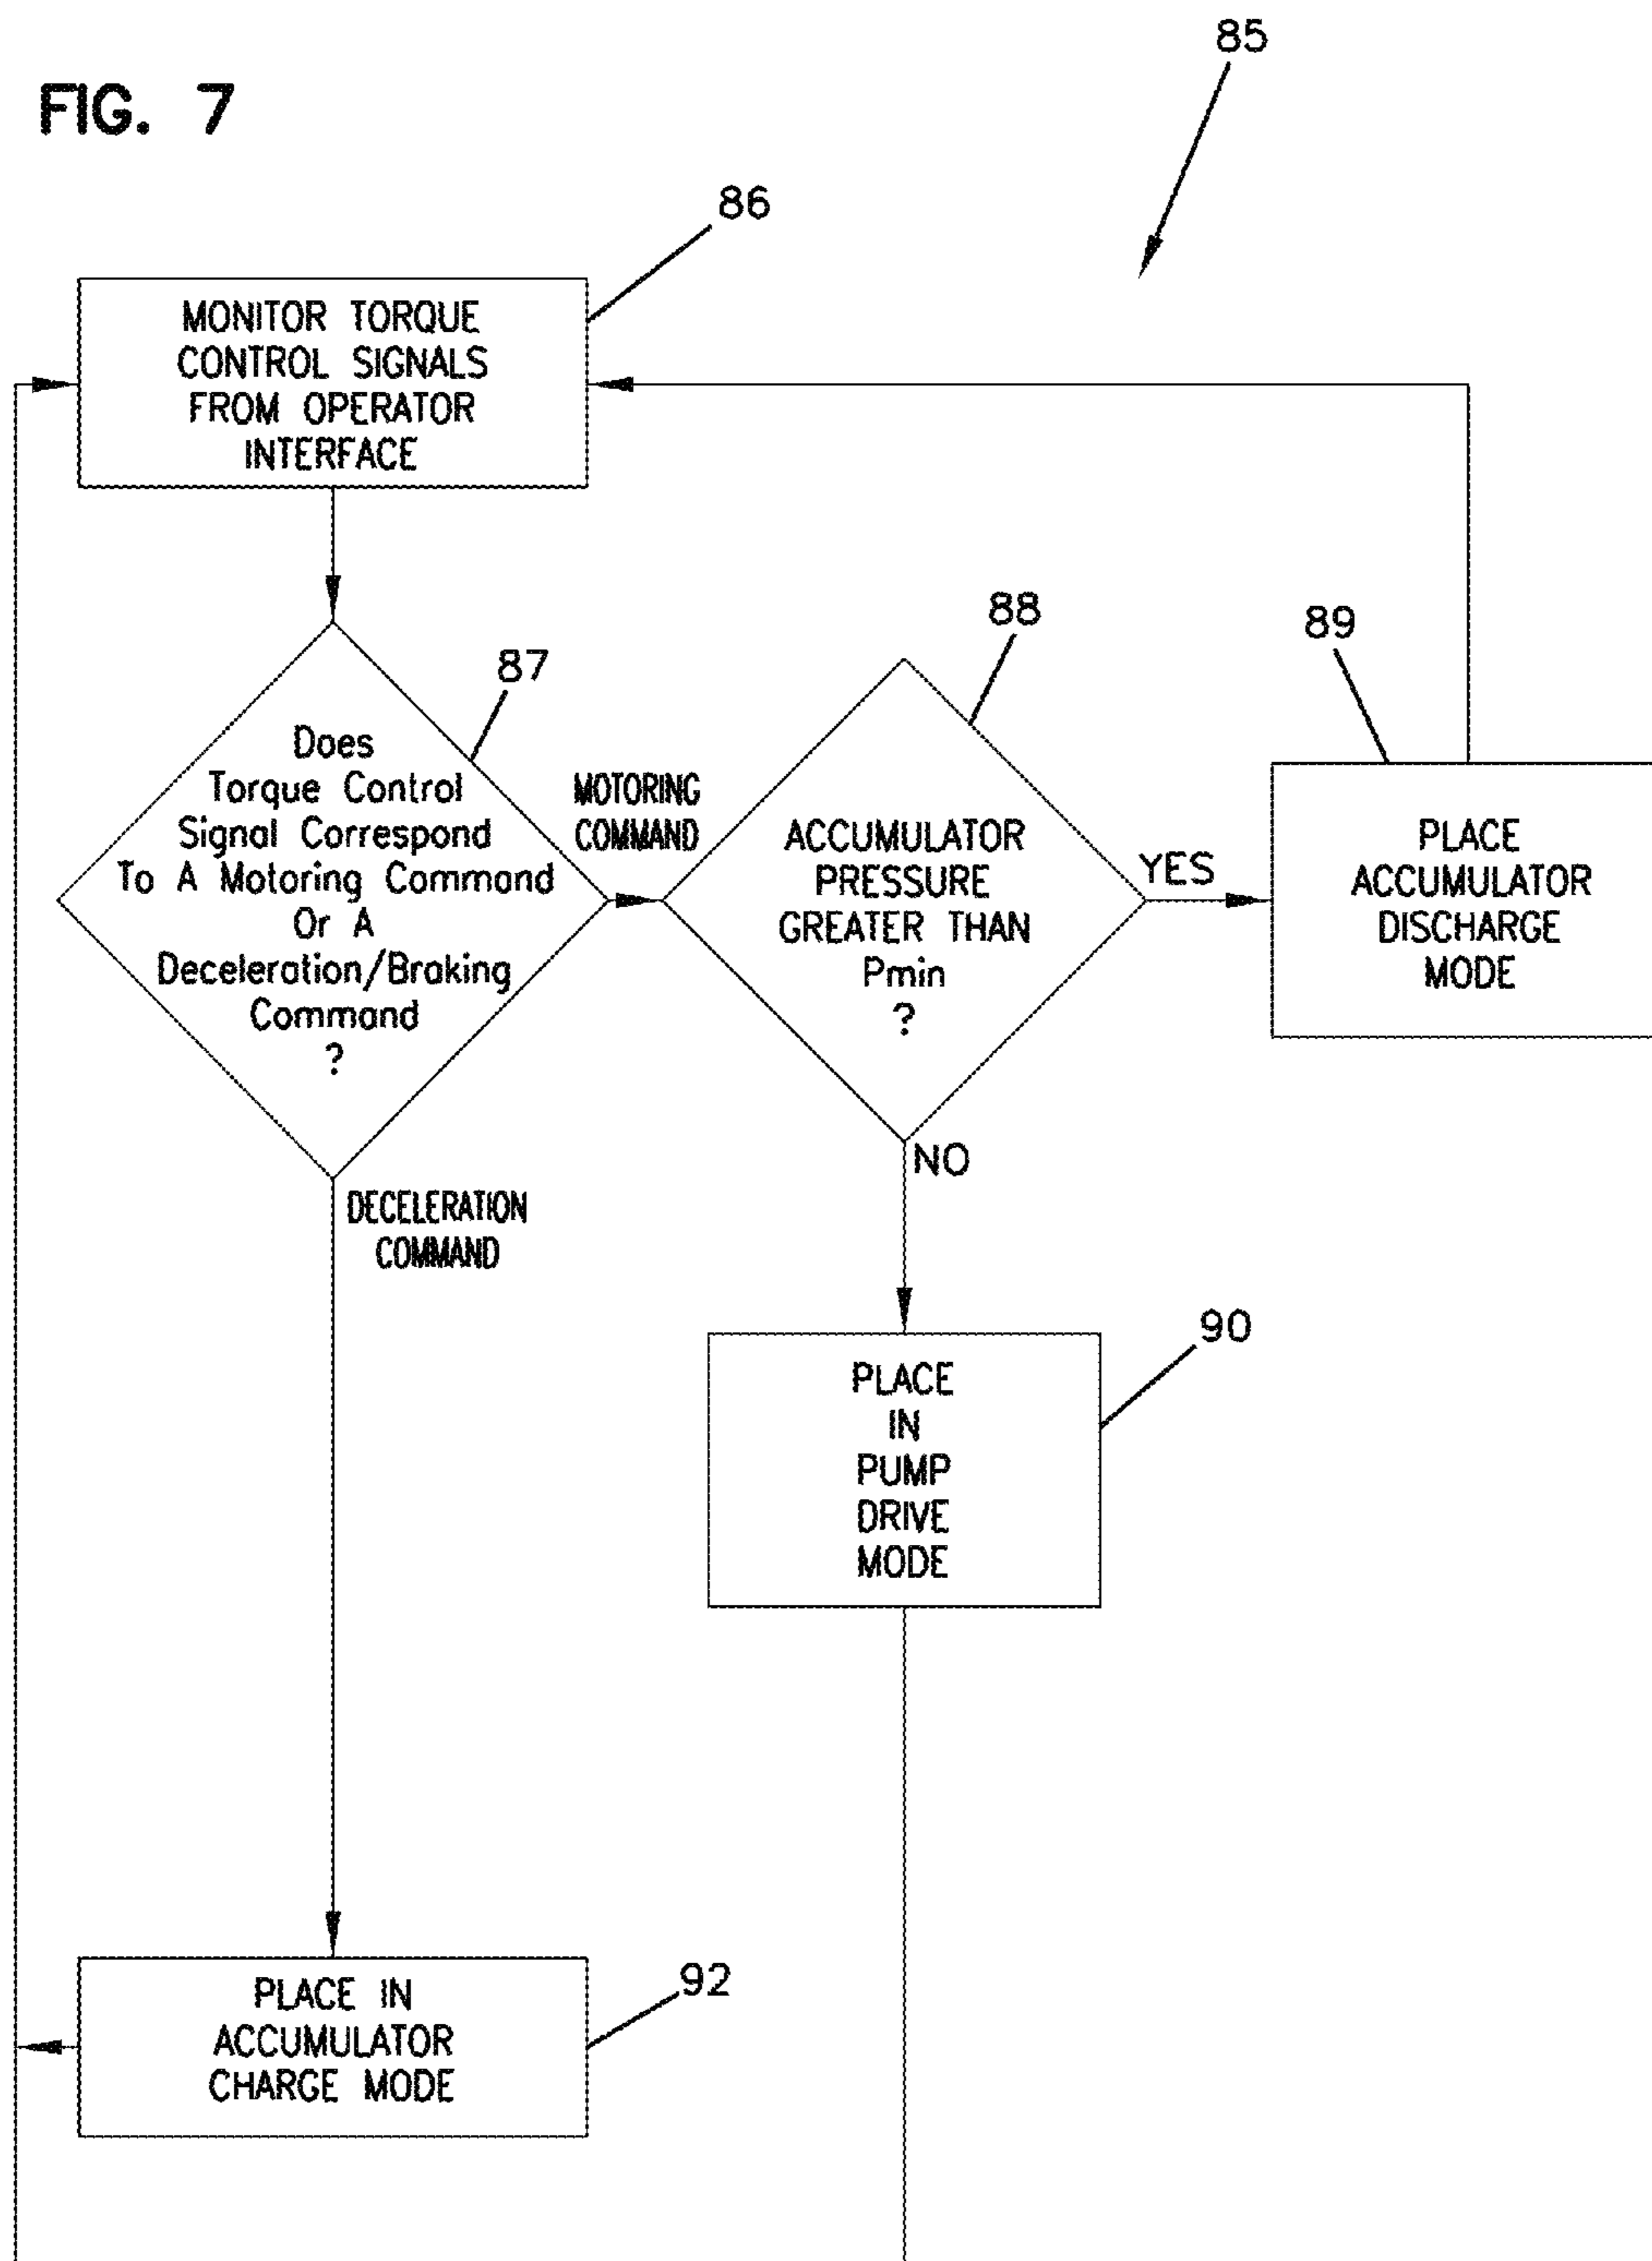 FIG. 7
85
86
MONITOR TORQUE
CONTROL SIGNALS
FROM OPERATOR
INTERFACE
87
Does
Torque Control
Signal Correspond
To A Motoring Command
Or A
Deceleration/Braking
Command
?
MOTORING
COMMAND
88
ACCUMULATOR
PRESSURE
GREATER THAN
Pmin
?
YES
89
PLACE
ACCUMULATOR
DISCHARGE
MODE
NO
DECELERATION
COMMAND
90
PLACE
IN
PUMP
DRIVE
MODE
92
PLACE IN
ACCUMULATOR
CHARGE MODE